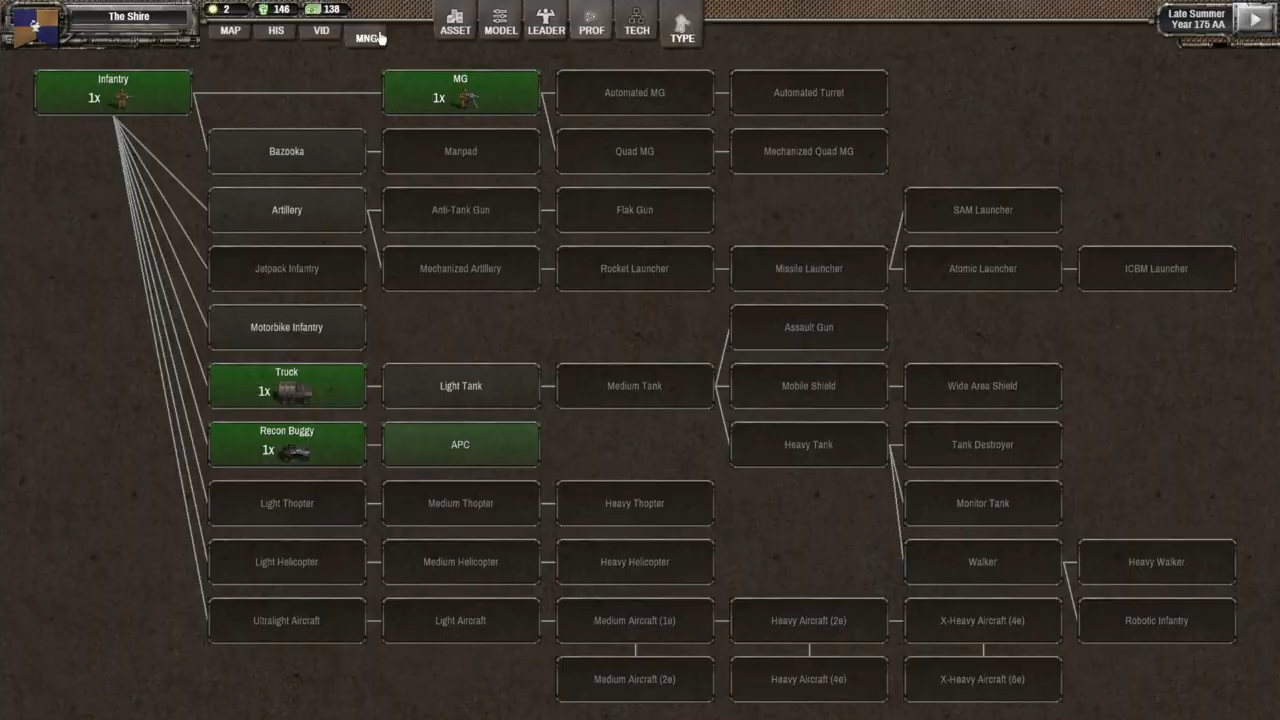 The Shire
2
146
138
MAP
HIS
VID
MNG
ASSET
MODEL
LEADER
PROF
TECH
TYPE
Late Summer
Year 175 AA
Infantry
1x
MG
1x
Automated MG
Automated Turret
Bazooka
Manpad
Quad MG
Mechanized Quad MG
Artillery
Anti-Tank Gun
Flak Gun
SAM Launcher
Jetpack Infantry
Mechanized Artillery
Rocket Launcher
Missile Launcher
Atomic Launcher
ICBM Launcher
Motorbike Infantry
Assault Gun
Truck
1x
Light Tank
Medium Tank
Mobile Shield
Wide Area Shield
Recon Buggy
1x
APC
Heavy Tank
Tank Destroyer
Light Thopter
Medium Thopter
Heavy Thopter
Monitor Tank
Light Helicopter
Medium Helicopter
Heavy Helicopter
Walker
Heavy Walker
Ultralight Aircraft
Light Aircraft
Medium Aircraft (1e)
Heavy Aircraft (2e)
X-Heavy Aircraft (4e)
Robotic Infantry
Medium Aircraft (2e)
Heavy Aircraft (4e)
X-Heavy Aircraft (6e)